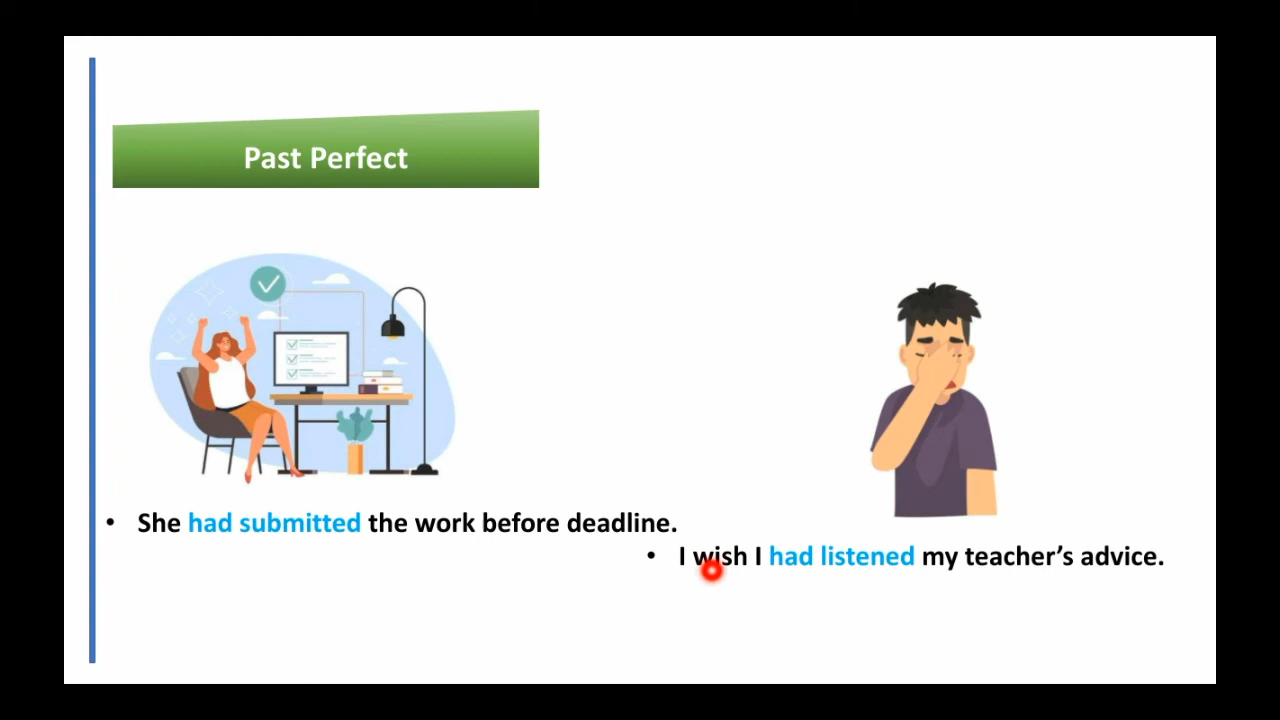 Past Perfect
• She had submitted the work before deadline.
• I wish I had listened my teacher’s advice.